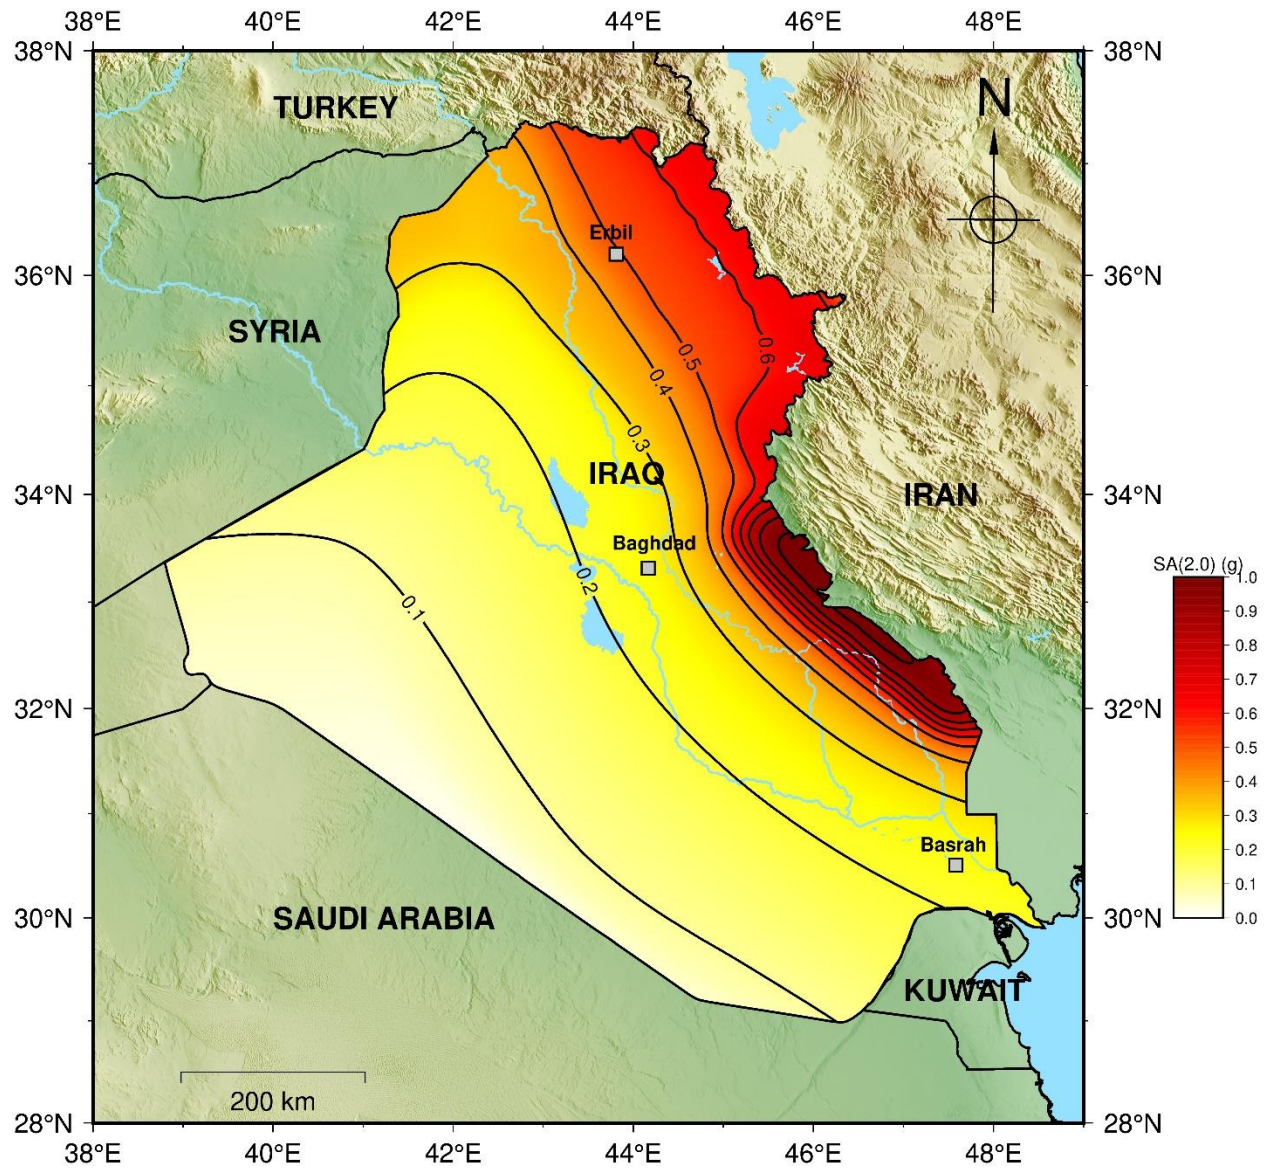 38°E 40°E 42°E 44°E 46°E 48°E
38°N 38°N
TURKEY
N
Erbil
36°N 36°N
SYRIA
0.5
0.6
0.4
0.3
IRAQ
34°N IRAN 34°N
Baghdad
SA(2.0) (g)
0.2
0.1
1.0
0.9
0.8
0.7
0.6
0.5
0.4
0.3
0.2
0.1
0.0
32°N 32°N
Basrah
30°N SAUDI ARABIA 30°N
KUWAIT
200 km
28°N 28°N
38°E 40°E 42°E 44°E 46°E 48°E